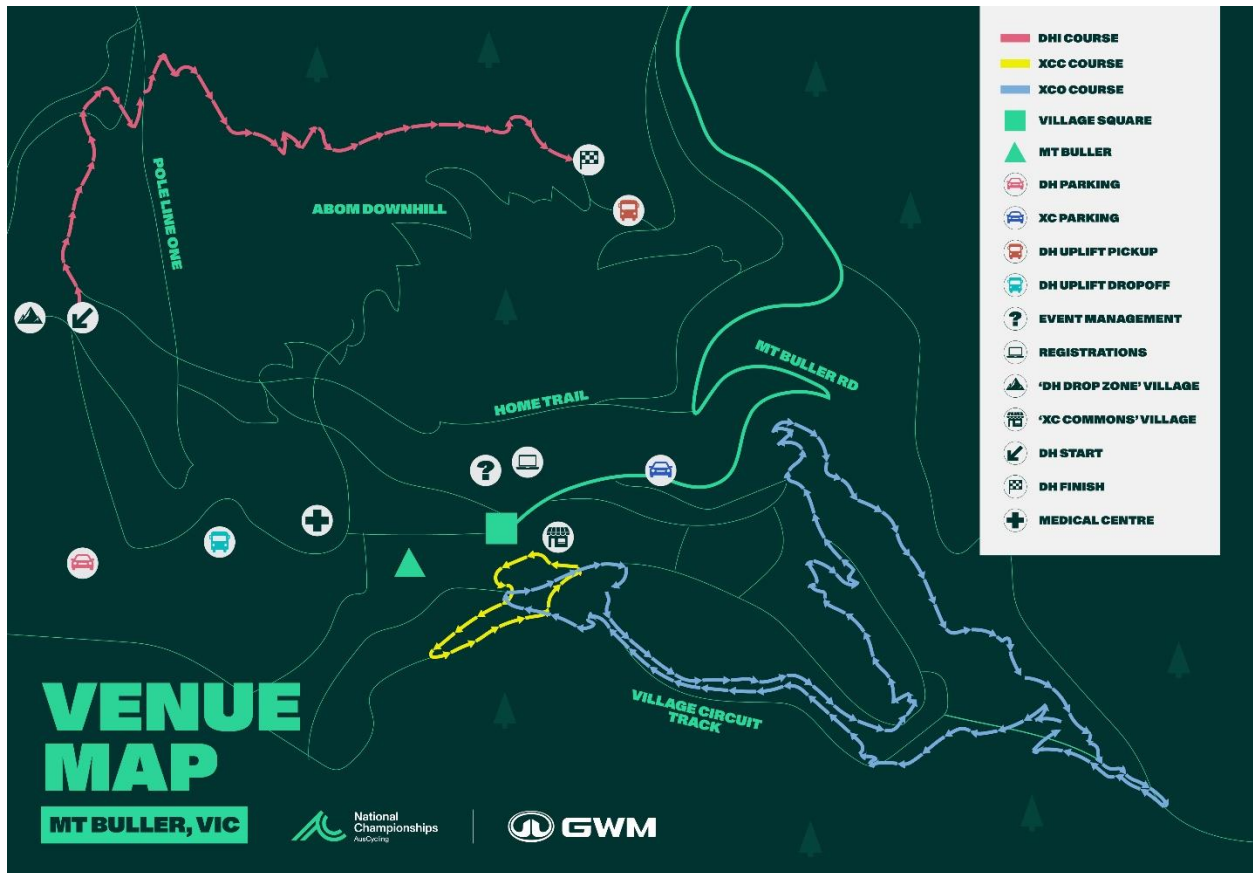 DHI COURSE
XCC COURSE
XCO COURSE
VILLAGE SQUARE
MT BULLER
DH PARKING
XC PARKING
DH UPLIFT PICKUP
DH UPLIFT DROPOFF
? EVENT MANAGEMENT
REGISTRATIONS
‘DH DROP ZONE’ VILLAGE
‘XC COMMONS’ VILLAGE
DH START
DH FINISH
MEDICAL CENTRE
POLE LINE ONE
ABOM DOWNHILL
MT BULLER RD
HOME TRAIL
?
VILLAGE CIRCUIT
TRACK
VENUE
MAP
MT BULLER, VIC
National
Championships
AusCycling
GWM